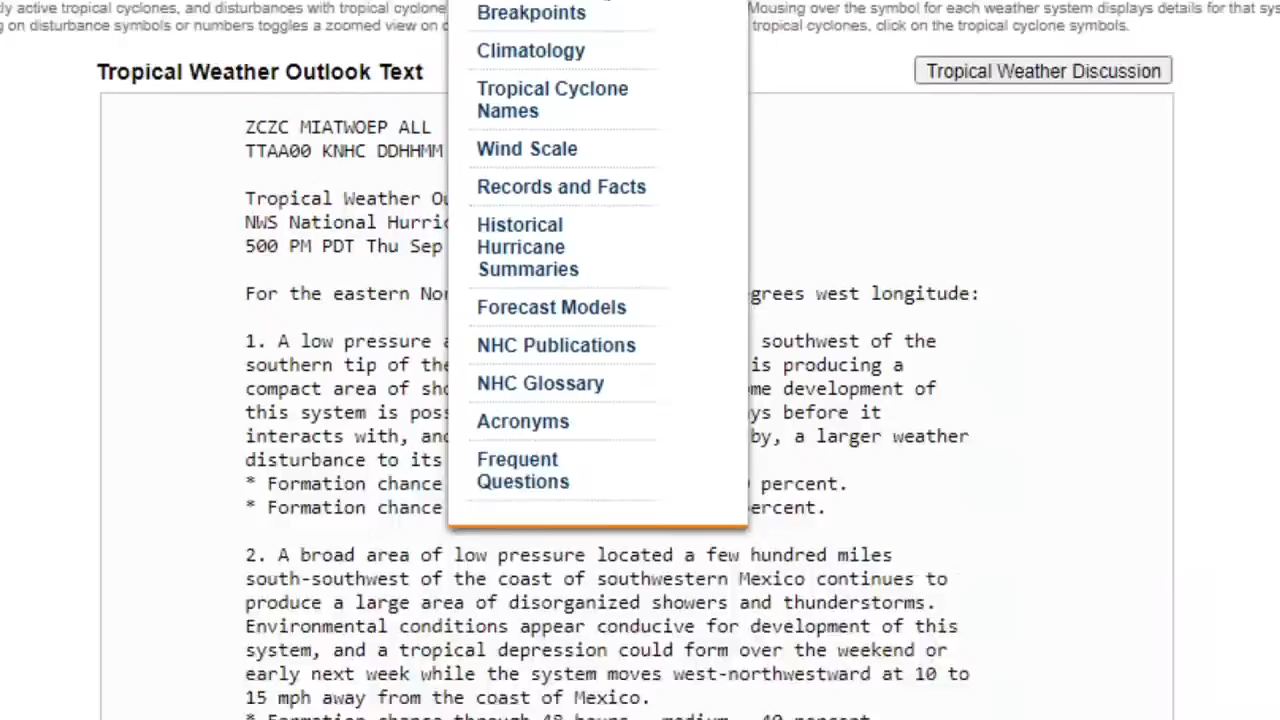 ly active tropical cyclones, and disturbances with tropical cyclone
Mousing over the symbol for each weather system displays details for that
on disturbance symbols or numbers toggles a zoomed view on
tropical cyclones, click on the tropical cyclone symbols.
Breakpoints
Climatology
Tropical Cyclone
Names
Wind Scale
Records and Facts
Historical
Hurricane
Summaries
Forecast Models
NHC Publications
NHC Glossary
Acronyms
Frequent
Questions
Tropical Weather Outlook Text
Tropical Weather Discussion
ZCZC MIATWOEP ALL
TTAA00 KNHC DDHHMM
Tropical Weather
NWS National
500 PM PDT Thu Sep
For the eastern grees west longitude:
1. A low pressure southwest of the
southern tip of the is producing a
compact area of development of
this system is before it
interacts with, by, a larger weather
disturbance to its
* Formation chance percent.
* Formation chance ercent.
2. A broad area of low pressure located a few hundred miles
south-southwest of the coast of southwestern Mexico continues to
produce a large area of disorganized showers and thunderstorms.
Environmental conditions appear conducive for development of this
system, and a tropical depression could form over the weekend or
early next week while the system moves west-northwestward at 10 to
15 mph away from the coast of Mexico.
* Formation chance through 48 hours...medium...40 percent.